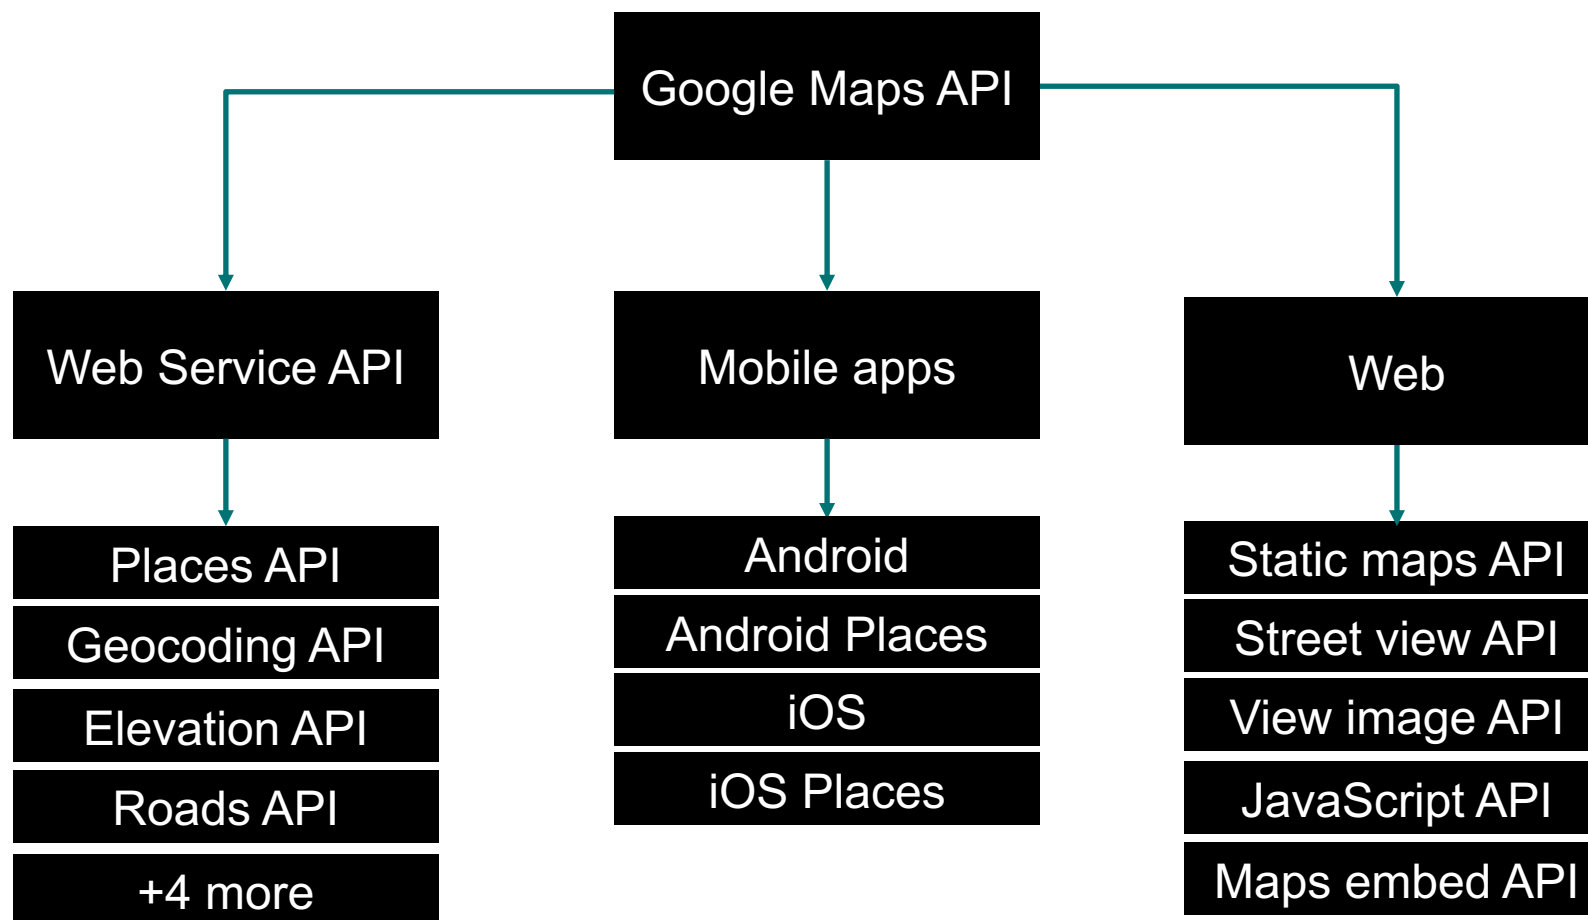 Google Maps API
Web Service API
Mobile apps
Web
Places API
Geocoding API
Elevation API
Roads API
+4 more
Android
Android Places
iOS
iOS Places
Static maps API
Street view API
View image API
JavaScript API
Maps embed API